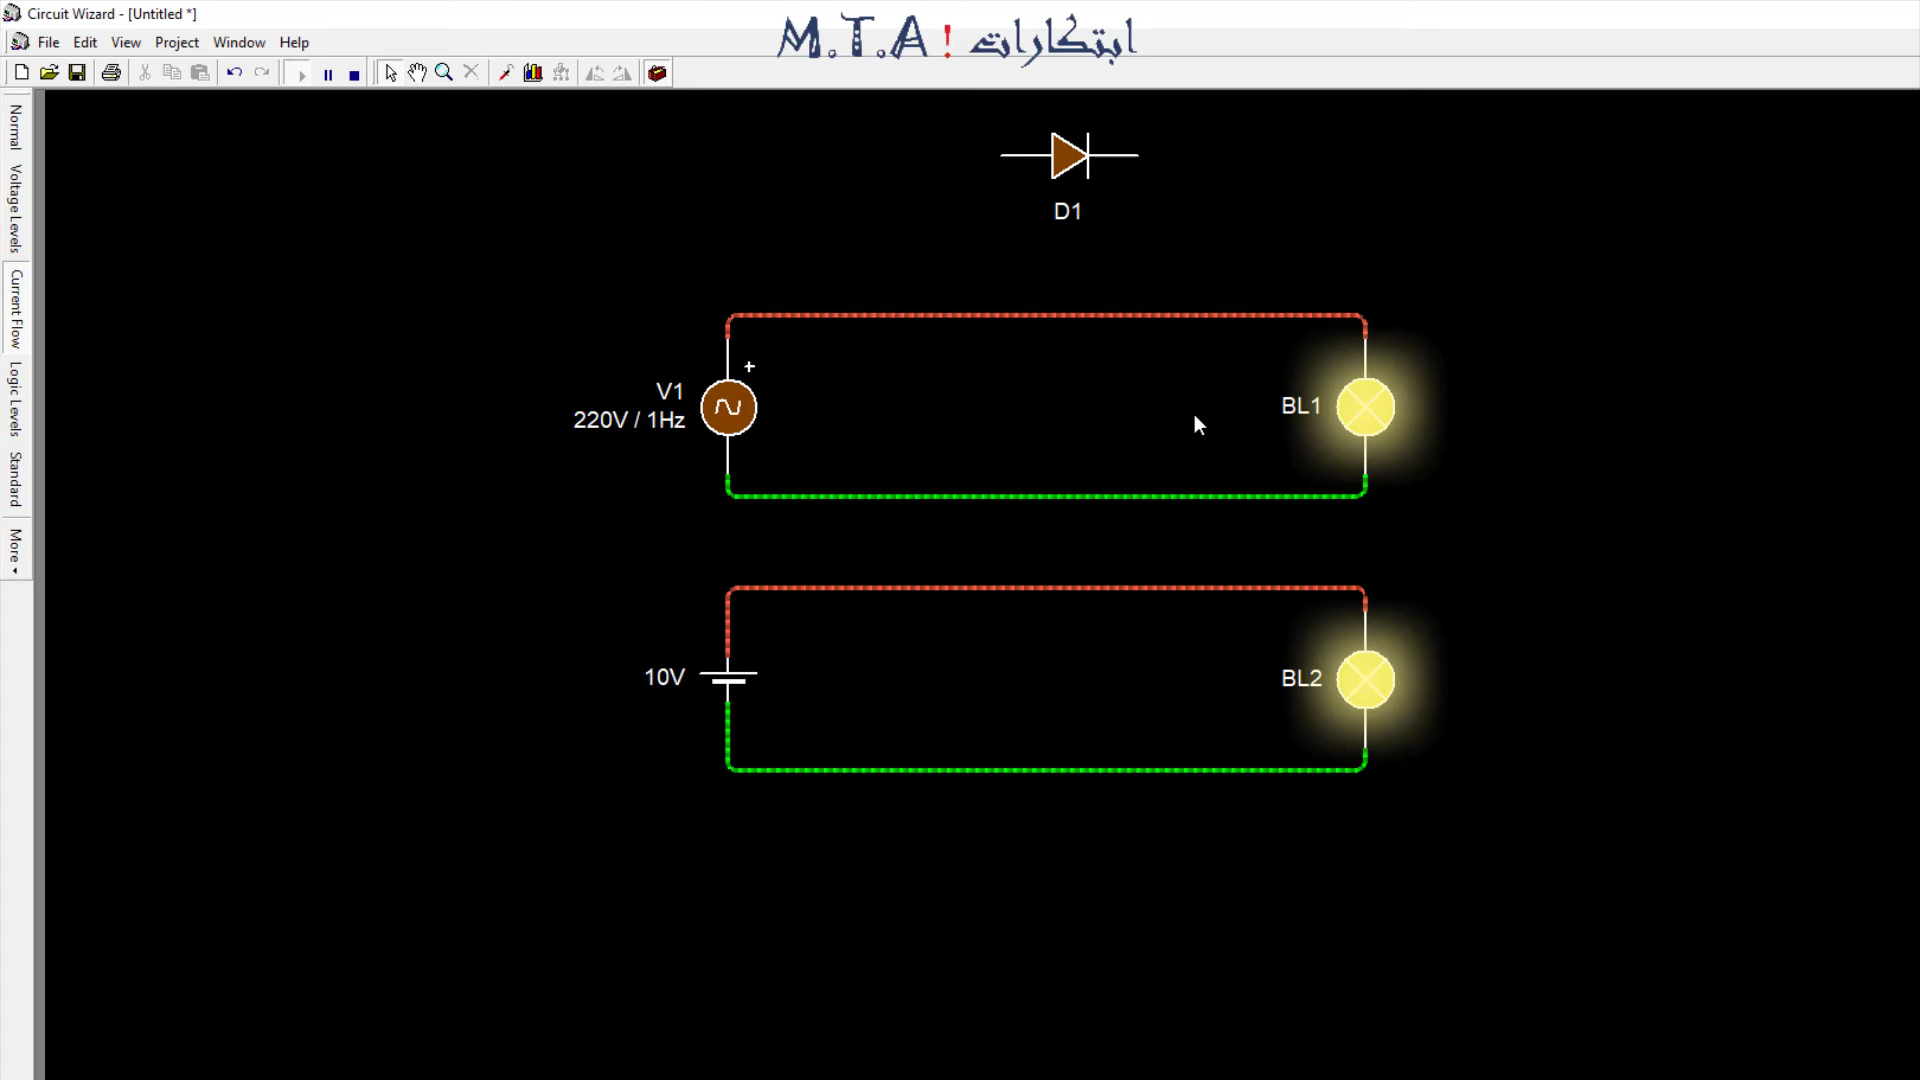 Circuit Wizard - [Untitled *]
M.T.A ! ابتكارات
File Edit View Project Window Help
Normal
Voltage Levels
Current Flow
Logic Levels
Standard
More
D1
+
V1
220V / 1Hz
BL1
10V
BL2